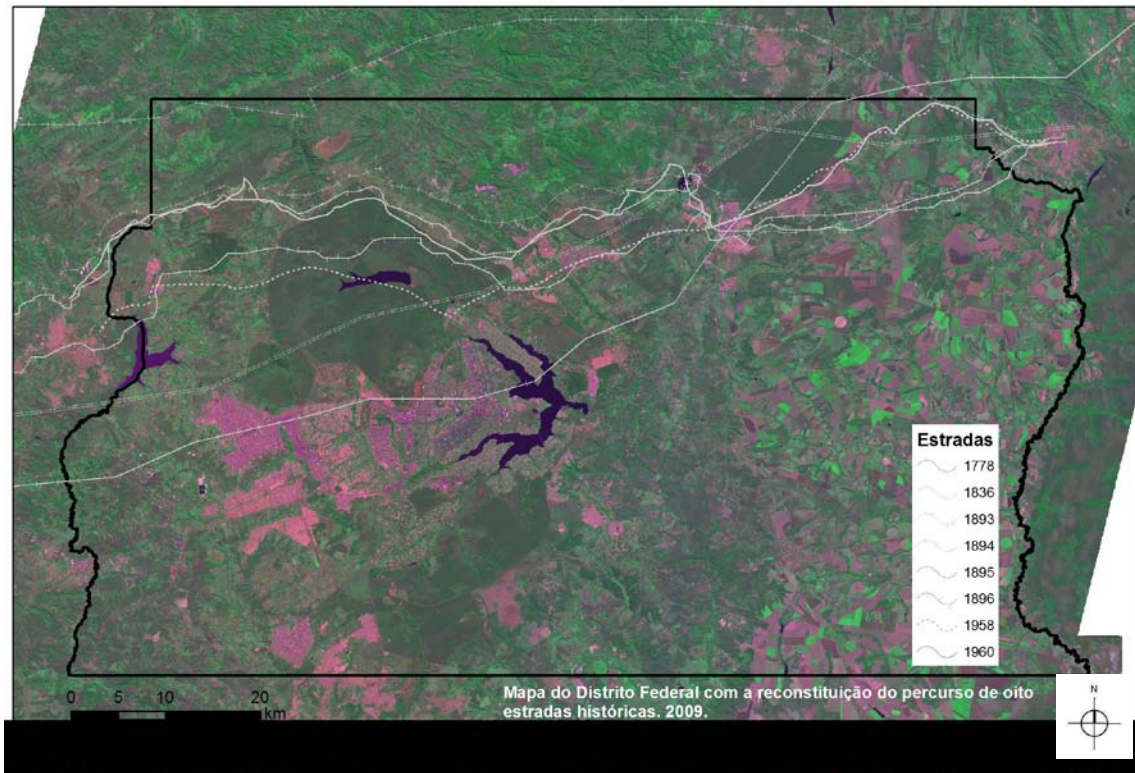 Estradas
1778
1836
1893
1894
1895
1896
1958
1960
0 5 10 20
km
Mapa do Distrito Federal com a reconstituição do percurso de oito
estradas históricas. 2009.
N